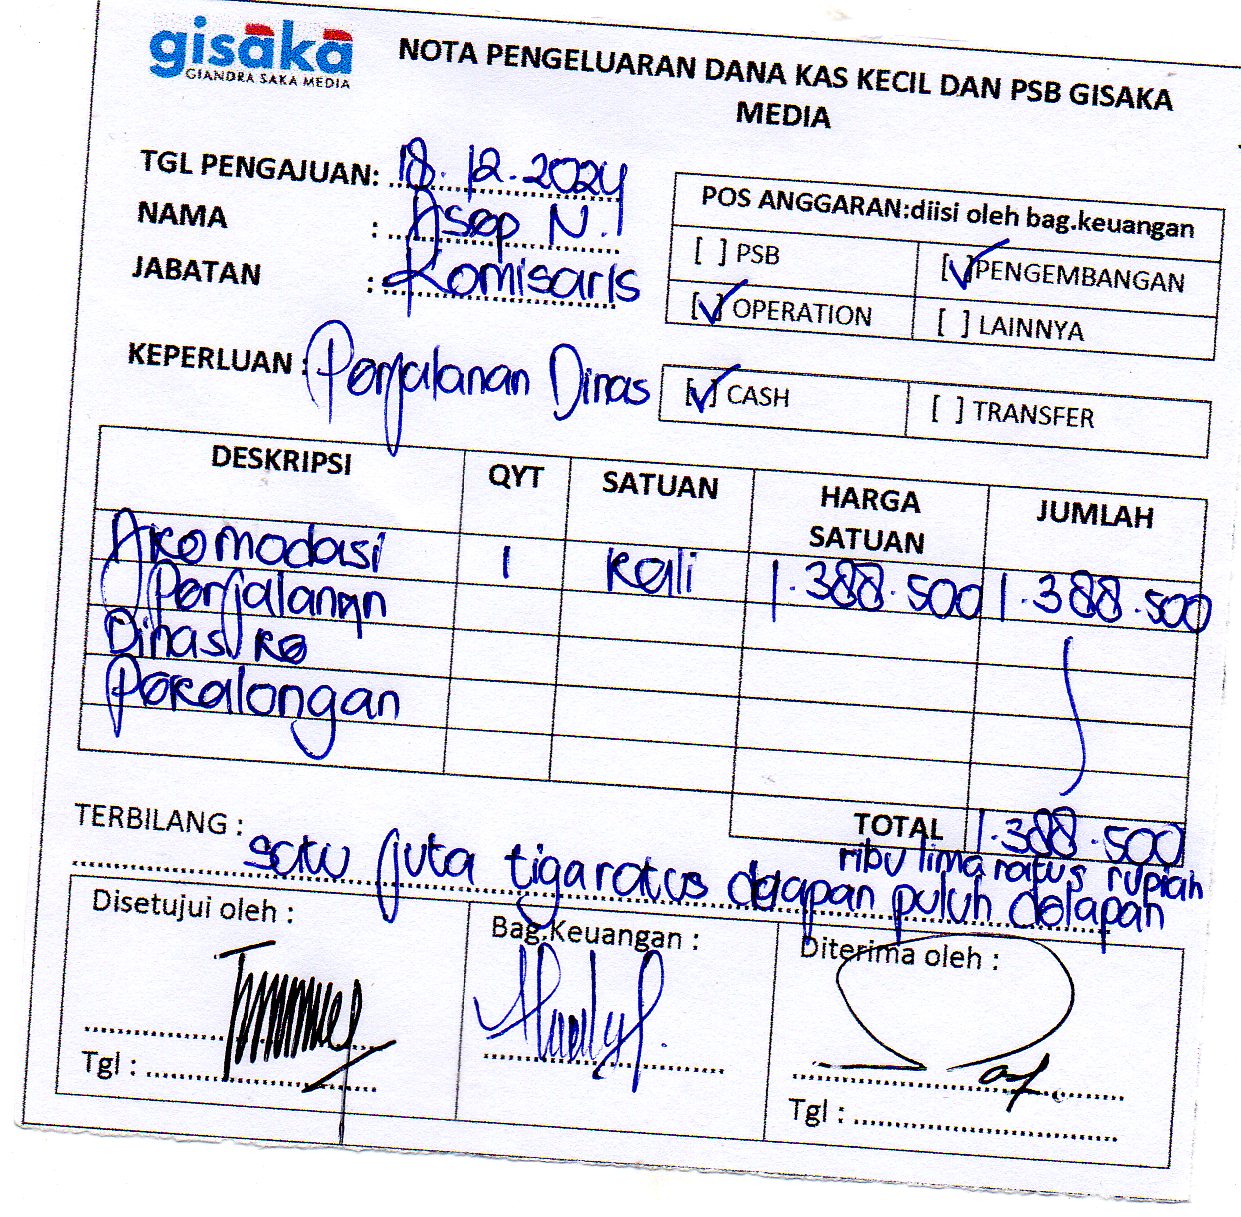 gisaka
GIANDRA SAKA MEDIA
NOTA PENGELUARAN DANA KAS KECIL DAN PSB GISAKA
MEDIA
TGL PENGAJUAN: 18.12.2024
NAMA : Asep N.
JABATAN : Komisaris
POS ANGGARAN:diisi oleh bag.keuangan
[ ] PSB [✓] PENGEMBANGAN
[✓] OPERATION [ ] LAINNYA
KEPERLUAN : Perjalanan Dinas
[✓] CASH [ ] TRANSFER
DESKRIPSI QYT SATUAN HARGA SATUAN JUMLAH
Akomodasi 1 kali 1.388.500 1.388.500
Perjalanan
Dinas ke
Pekalongan
TOTAL 1.388.500
TERBILANG :
satu juta tiga ratus delapan puluh delapan
ribu lima ratus rupiah
Disetujui oleh : Bag.Keuangan : Diterima oleh :
Tgl : Tgl :